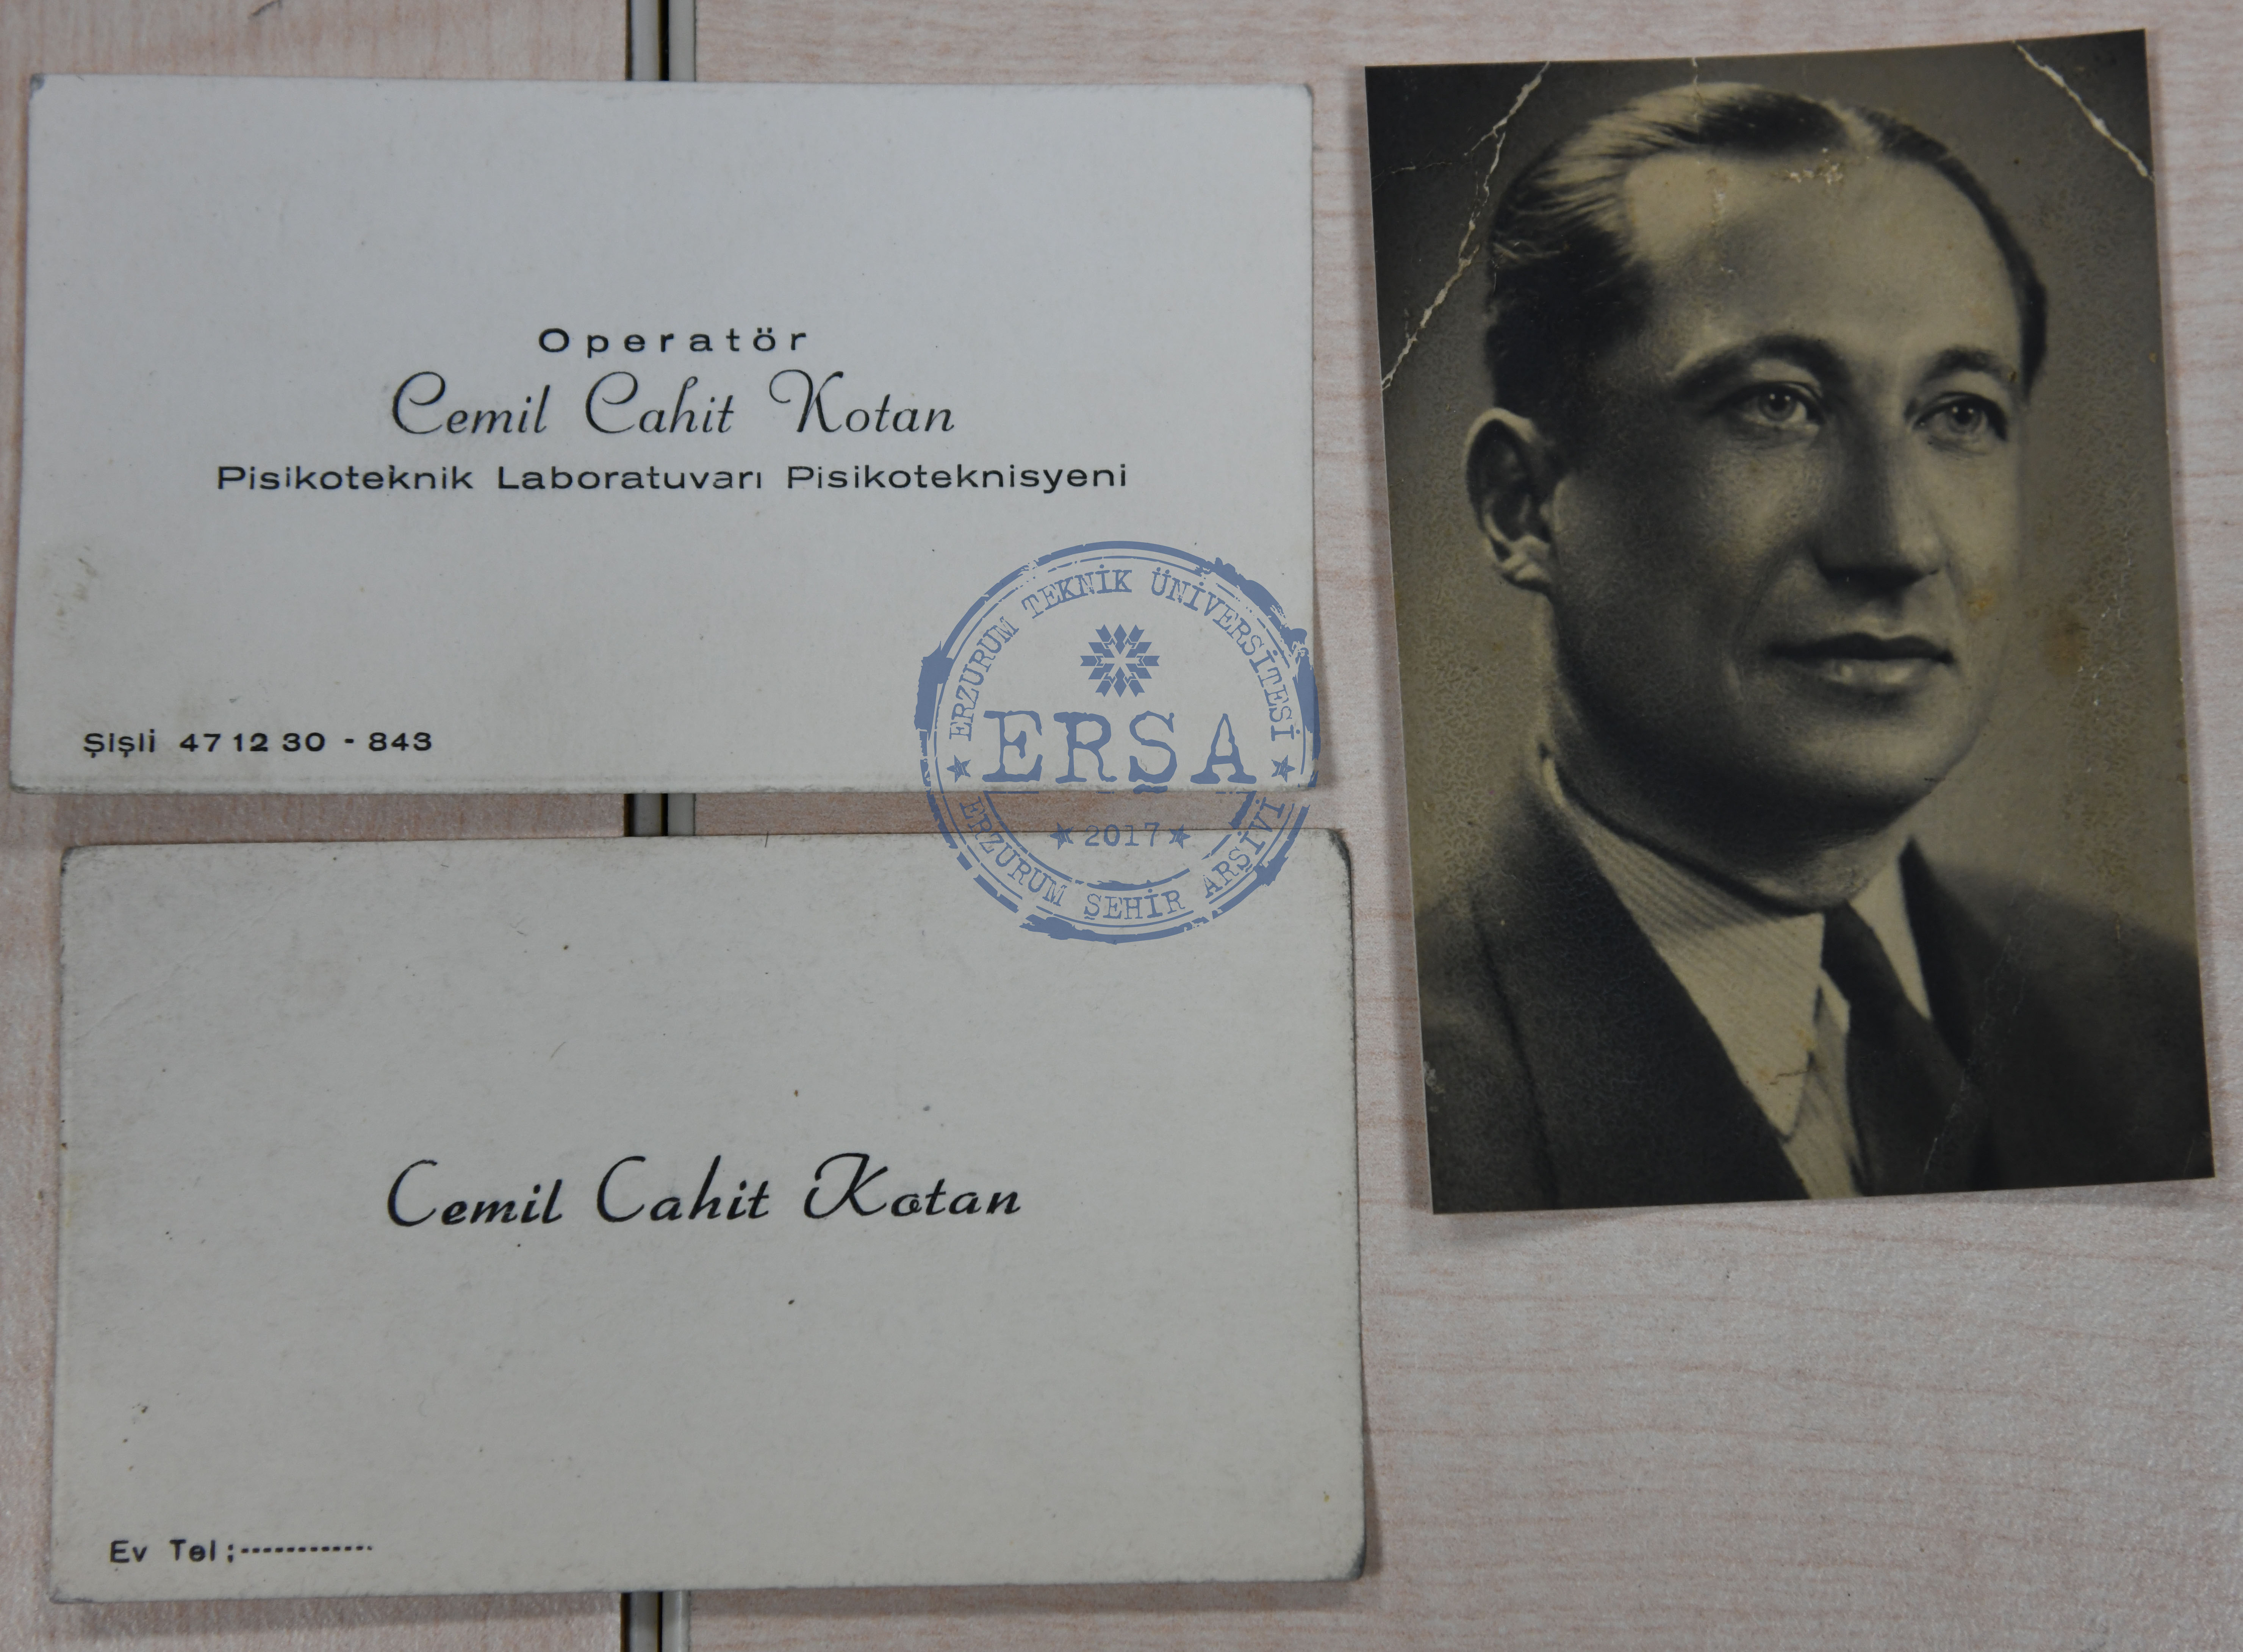 Operatör
Cemil Cahit Kotan
Pisikoteknik Laboratuvarı Pisikoteknisyeni
Şişli 47 12 30 - 843
ERZURUM TEKNİK ÜNİVERSİTESİ
ERŞA
2017
ERZURUM ŞEHİR ARŞİVİ
Cemil Cahit Kotan
Ev Tel ;------------